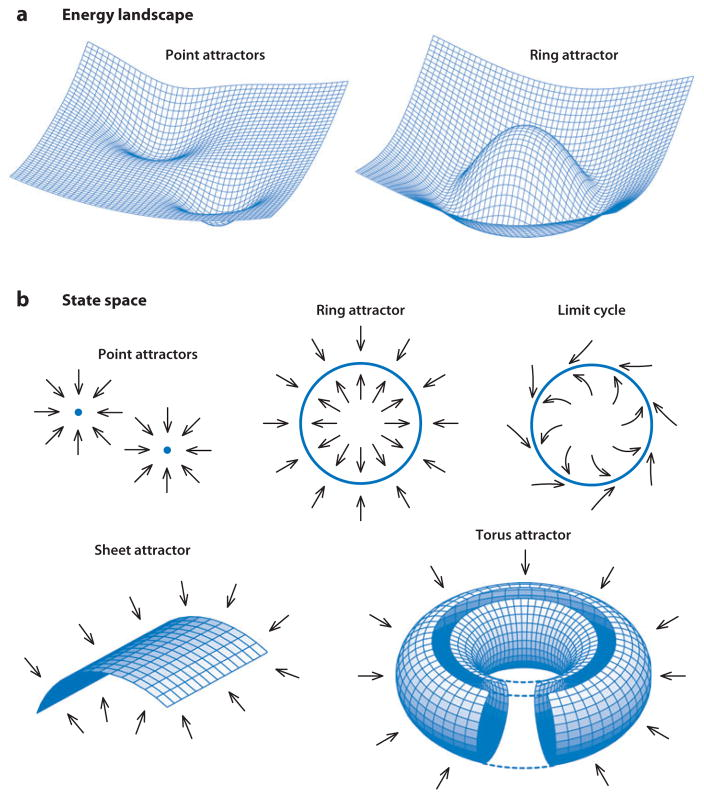 a Energy landscape
Point attractors
Ring attractor
b State space
Ring attractor
Limit cycle
Point attractors
Sheet attractor
Torus attractor